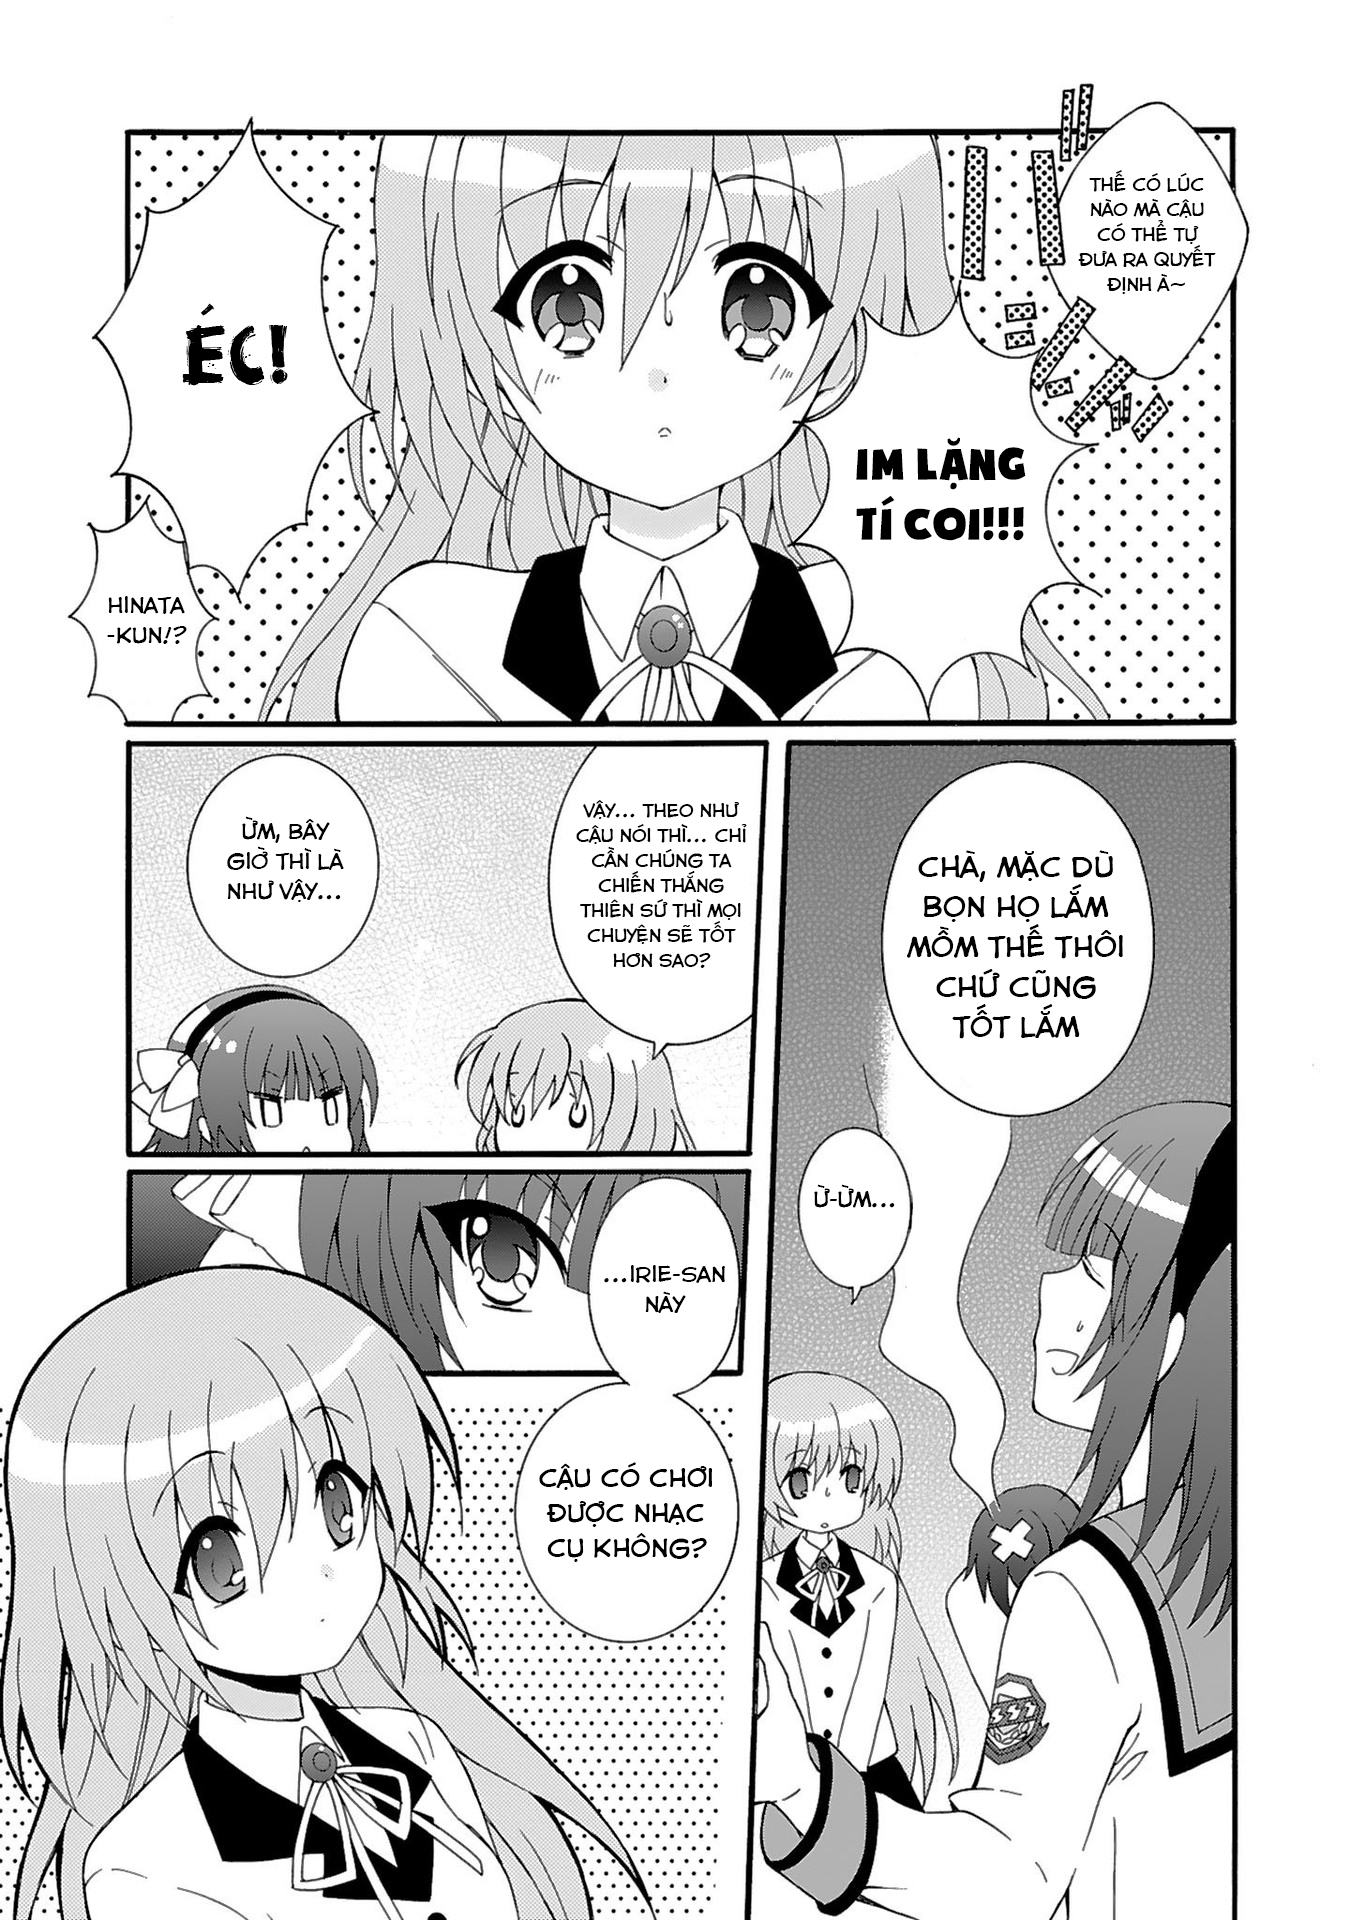 THẾ CÓ LÚC
NÀO MÀ CẬU
CÓ THỂ TỰ
ĐƯA RA QUYẾT
ĐỊNH À~
IM LẶNG
TÍ COI!!!
ÉC!
HINATA
-KUN!?
CHÀ, MẶC DÙ
BỌN HỌ LẮM
MỒM THẾ THÔI
CHỨ CŨNG
TỐT LẮM
Ừ-ỪM...
VẬY... THEO NHƯ
CẬU NÓI THÌ... CHỈ
CẦN CHÚNG TA
CHIẾN THẮNG
THIÊN SỨ THÌ MỌI
CHUYỆN SẼ TỐT
HƠN SAO?
ỪM, BÂY
GIỜ THÌ LÀ
NHƯ VẬY...
...IRIE-SAN
NÀY
CẬU CÓ CHƠI
ĐƯỢC NHẠC
CỤ KHÔNG?